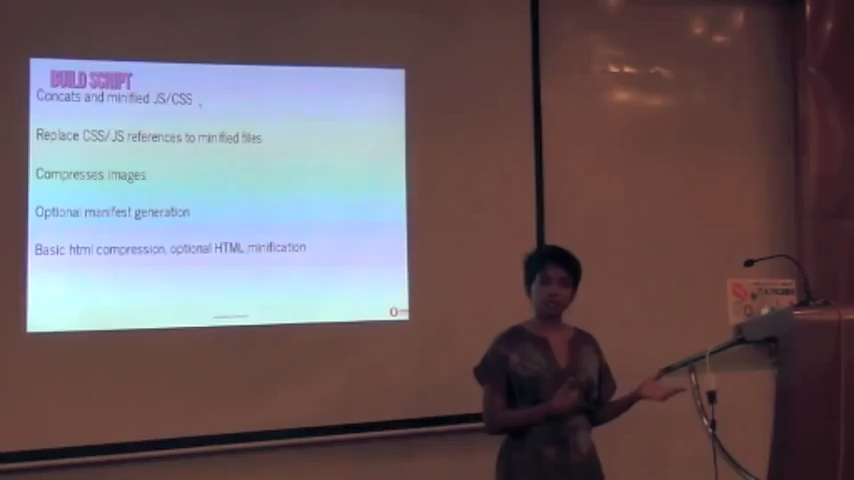 BUILD SCRIPT
Concats and minified JS/CSS
Replace CSS/JS references to minified files
Compresses images
Optional manifest generation
Basic html compression, optional HTML minification